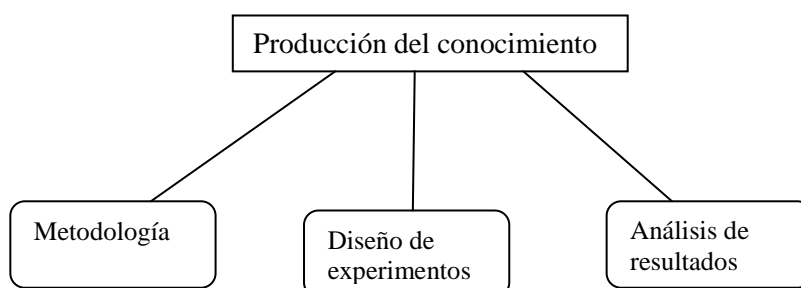 Producción del conocimiento
Metodología
Diseño de
experimentos
Análisis de
resultados